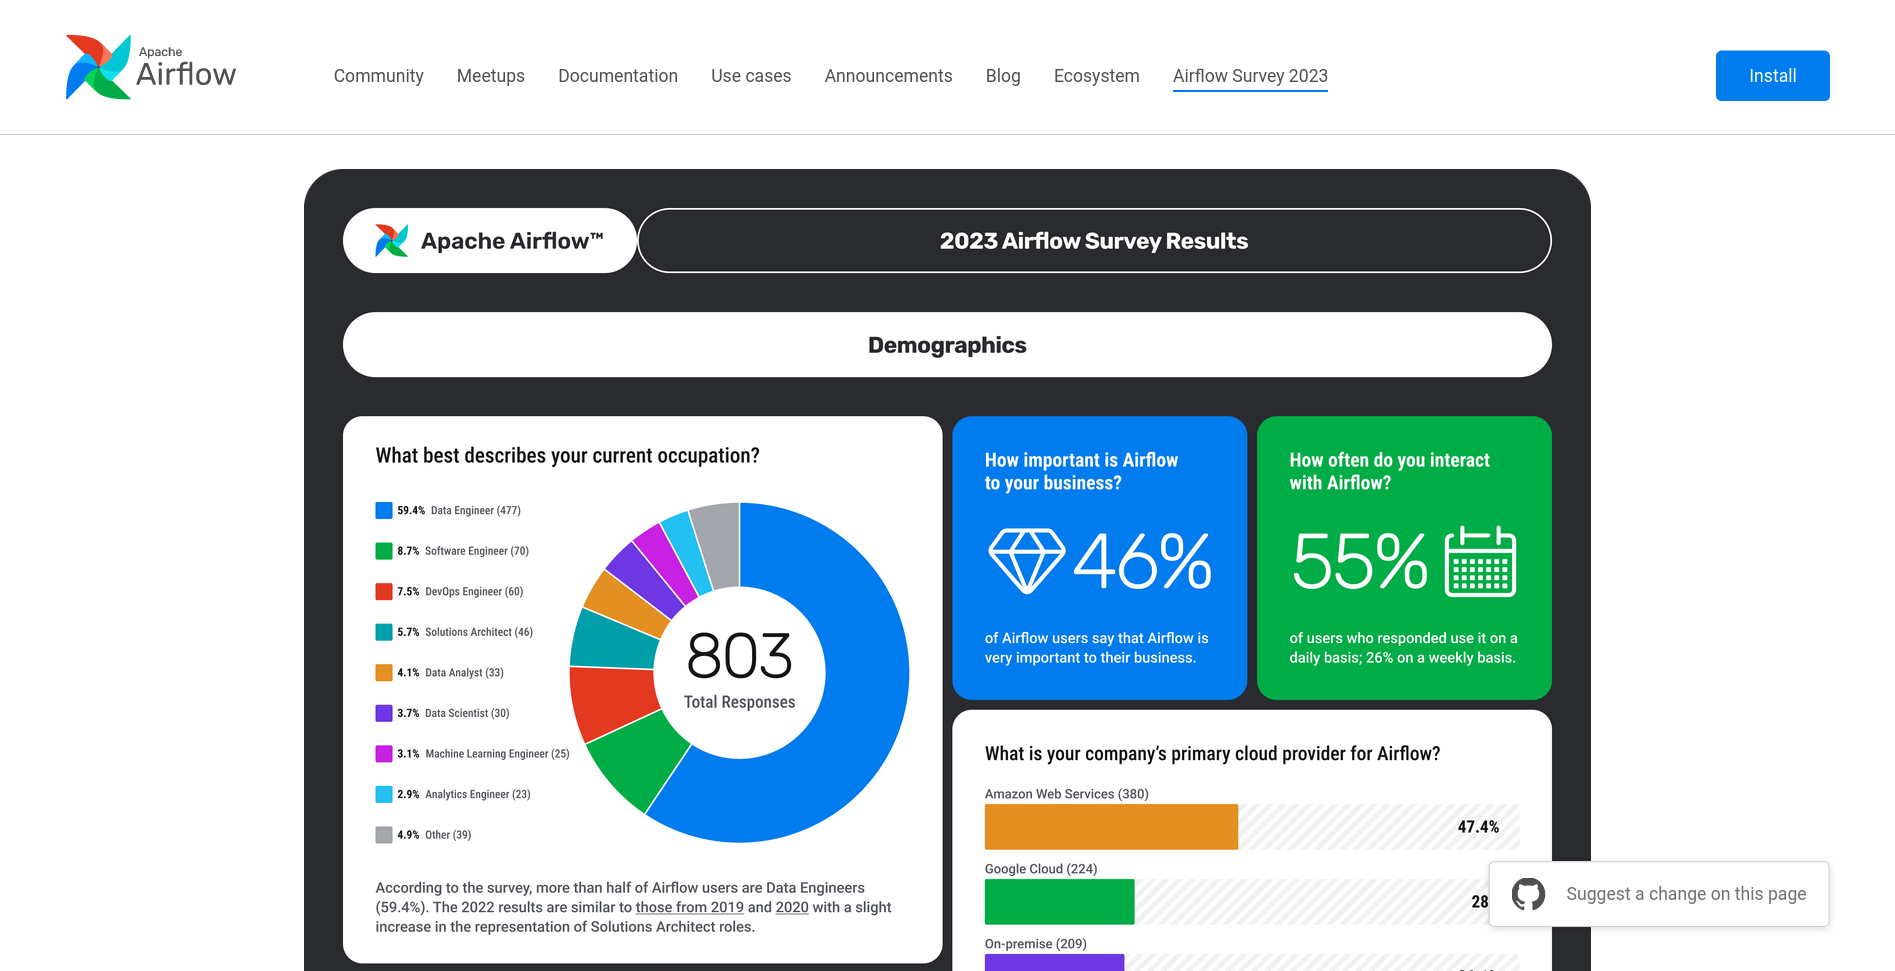 Apache
Airflow
Community
Meetups
Documentation
Use cases
Announcements
Blog
Ecosystem
Airflow Survey 2023
Install
Apache Airflow™
2023 Airflow Survey Results
Demographics
What best describes your current occupation?
59.4% Data Engineer (477)
8.7% Software Engineer (70)
7.5% DevOps Engineer (60)
5.7% Solutions Architect (46)
4.1% Data Analyst (33)
3.7% Data Scientist (30)
3.1% Machine Learning Engineer (25)
2.9% Analytics Engineer (23)
4.9% Other (39)
803
Total Responses
According to the survey, more than half of Airflow users are Data Engineers
(59.4%). The 2022 results are similar to those from 2019 and 2020 with a slight
increase in the representation of Solutions Architect roles.
How important is Airflow
to your business?
46%
of Airflow users say that Airflow is
very important to their business.
How often do you interact
with Airflow?
55%
of users who responded use it on a
daily basis; 26% on a weekly basis.
What is your company's primary cloud provider for Airflow?
Amazon Web Services (380)
47.4%
Google Cloud (224)
28
On-premise (209)
Suggest a change on this page